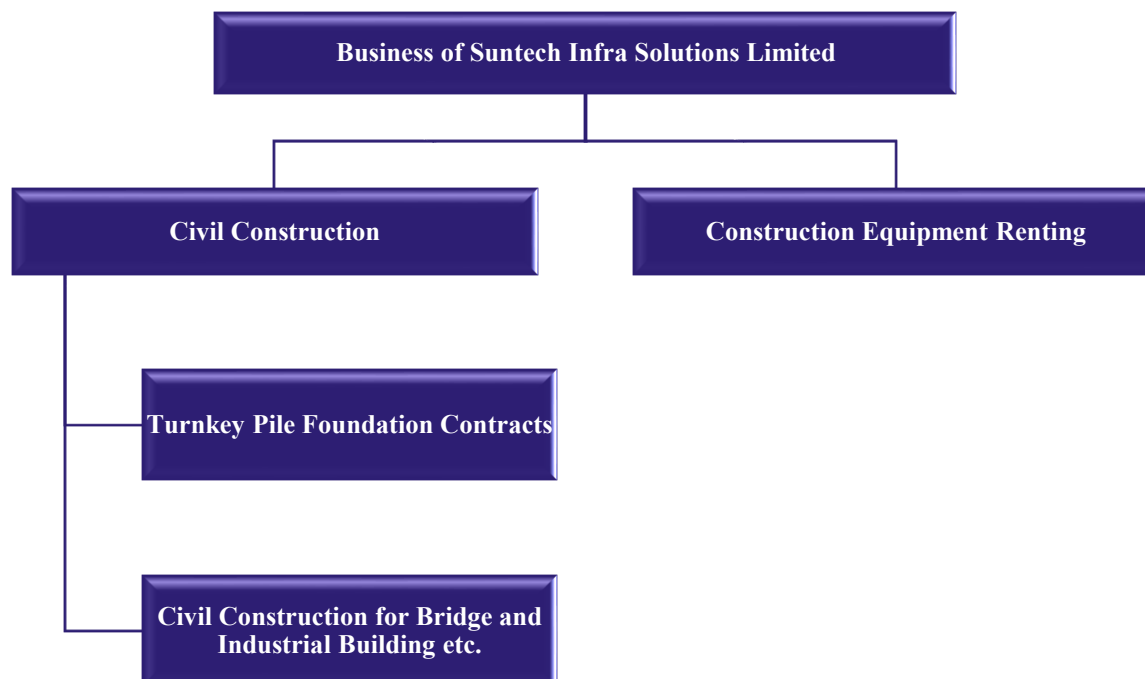 Business of Suntech Infra Solutions Limited
Civil Construction
Construction Equipment Renting
Turnkey Pile Foundation Contracts
Civil Construction for Bridge and
Industrial Building etc.